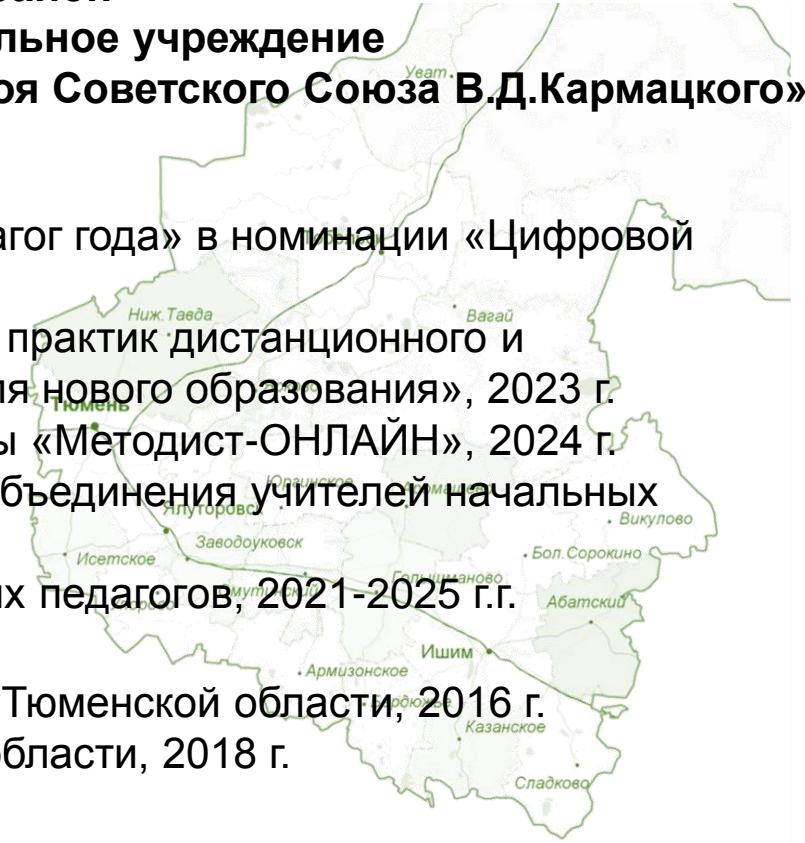 льное учреждение
оя Советского Союза В.Д.Кармацкого»
Уват
агог года» в номинации «Цифровой
Ниж.Тавда
Вагай
практик дистанционного и
ля нового образования», 2023 г.
Тюмень
ы «Методист-ОНЛАЙН», 2024 г.
бъединения учителей начальных
Викулово
Заводоуковск
Исетское
Бол.Сорокино
их педагогов, 2021-2025 г.г.
Абатский
Ишим
Армизонское
Тюменской области, 2016 г.
Казанское
бласти, 2018 г.
Сладково